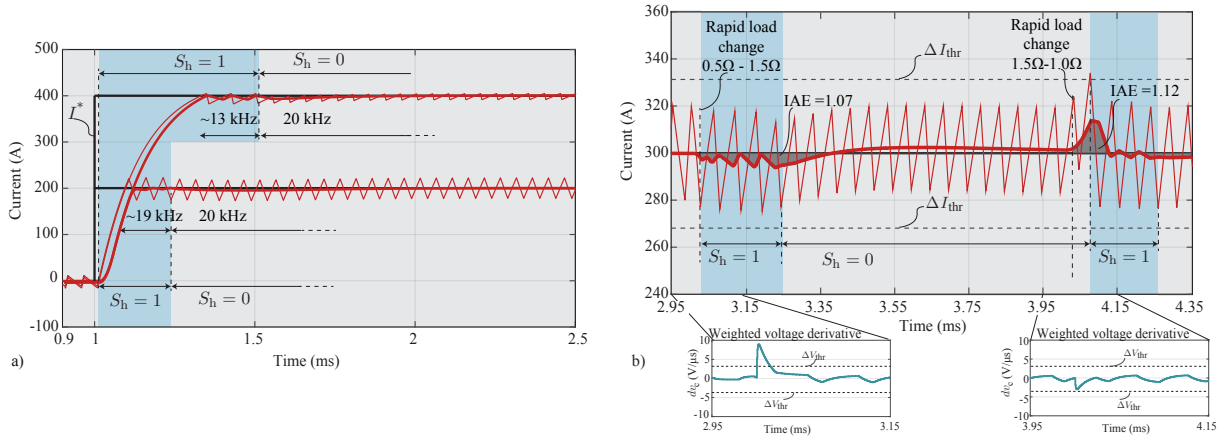 a)
Current (A)
500
400
300
200
100
0
-100
I*
S_h = 1
S_h = 0
~13 kHz
20 kHz
~19 kHz
20 kHz
S_h = 1
S_h = 0
0.9
1
1.5
2
2.5
Time (ms)
b)
Current (A)
360
340
320
300
280
260
240
Rapid load
change
0.5Ω - 1.5Ω
ΔI_thr
Rapid load
change
1.5Ω-1.0Ω
IAE =1.07
IAE =1.12
ΔI_thr
S_h = 1
S_h = 0
S_h = 1
2.95
3.15
3.35
3.55
3.75
3.95
4.15
4.35
Time (ms)
Weighted voltage derivative
dv_c (V/µs)
10
5
0
-5
-10
ΔV_thr
ΔV_thr
2.95
3.15
Time (ms)
Weighted voltage derivative
dv_c (V/µs)
10
5
0
-5
-10
ΔV_thr
ΔV_thr
3.95
4.15
Time (ms)